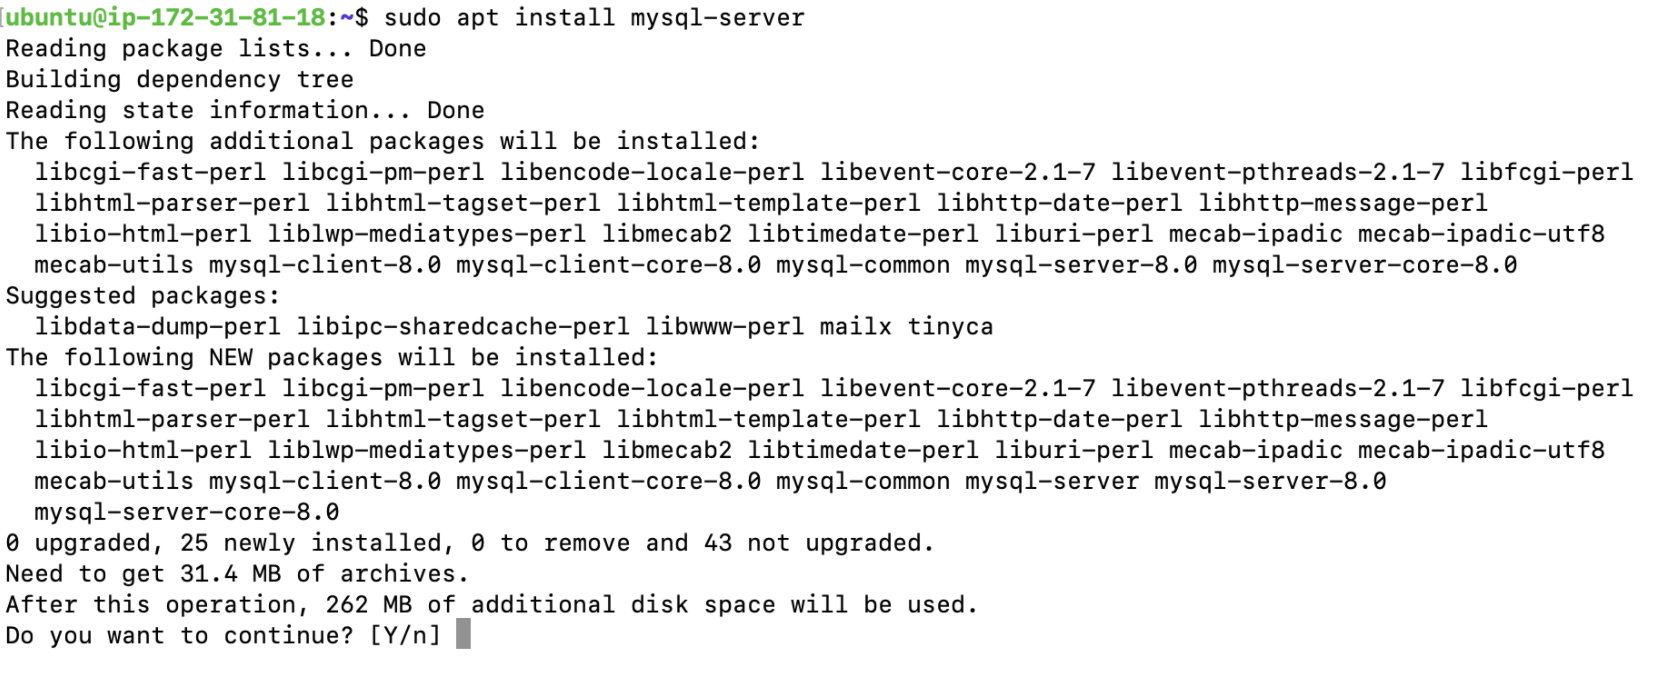 [ubuntu@ip-172-31-81-18:~$ sudo apt install mysql-server
Reading package lists... Done
Building dependency tree
Reading state information... Done
The following additional packages will be installed:
  libcgi-fast-perl libcgi-pm-perl libencode-locale-perl libevent-core-2.1-7 libevent-pthreads-2.1-7 libfcgi-perl
  libhtml-parser-perl libhtml-tagset-perl libhtml-template-perl libhttp-date-perl libhttp-message-perl
  libio-html-perl liblwp-mediatypes-perl libmecab2 libtimedate-perl liburi-perl mecab-ipadic mecab-ipadic-utf8
  mecab-utils mysql-client-8.0 mysql-client-core-8.0 mysql-common mysql-server-8.0 mysql-server-core-8.0
Suggested packages:
  libdata-dump-perl libipc-sharedcache-perl libwww-perl mailx tinyca
The following NEW packages will be installed:
  libcgi-fast-perl libcgi-pm-perl libencode-locale-perl libevent-core-2.1-7 libevent-pthreads-2.1-7 libfcgi-perl
  libhtml-parser-perl libhtml-tagset-perl libhtml-template-perl libhttp-date-perl libhttp-message-perl
  libio-html-perl liblwp-mediatypes-perl libmecab2 libtimedate-perl liburi-perl mecab-ipadic mecab-ipadic-utf8
  mecab-utils mysql-client-8.0 mysql-client-core-8.0 mysql-common mysql-server mysql-server-8.0
  mysql-server-core-8.0
0 upgraded, 25 newly installed, 0 to remove and 43 not upgraded.
Need to get 31.4 MB of archives.
After this operation, 262 MB of additional disk space will be used.
Do you want to continue? [Y/n]